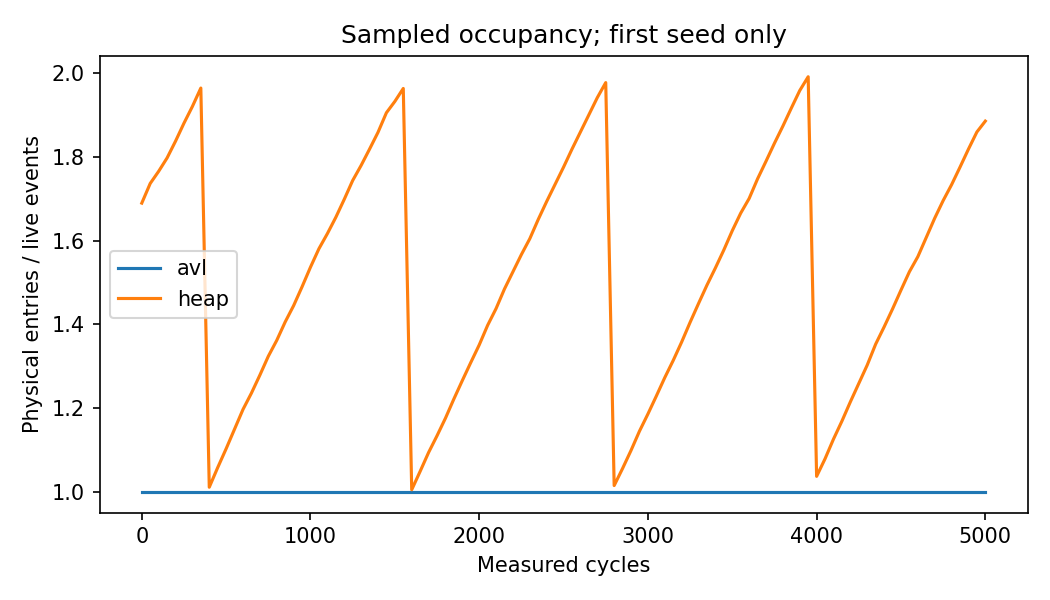 Sampled occupancy; first seed only
Physical entries / live events
2.0
1.8
1.6
1.4
1.2
1.0
avl
heap
0 1000 2000 3000 4000 5000
Measured cycles